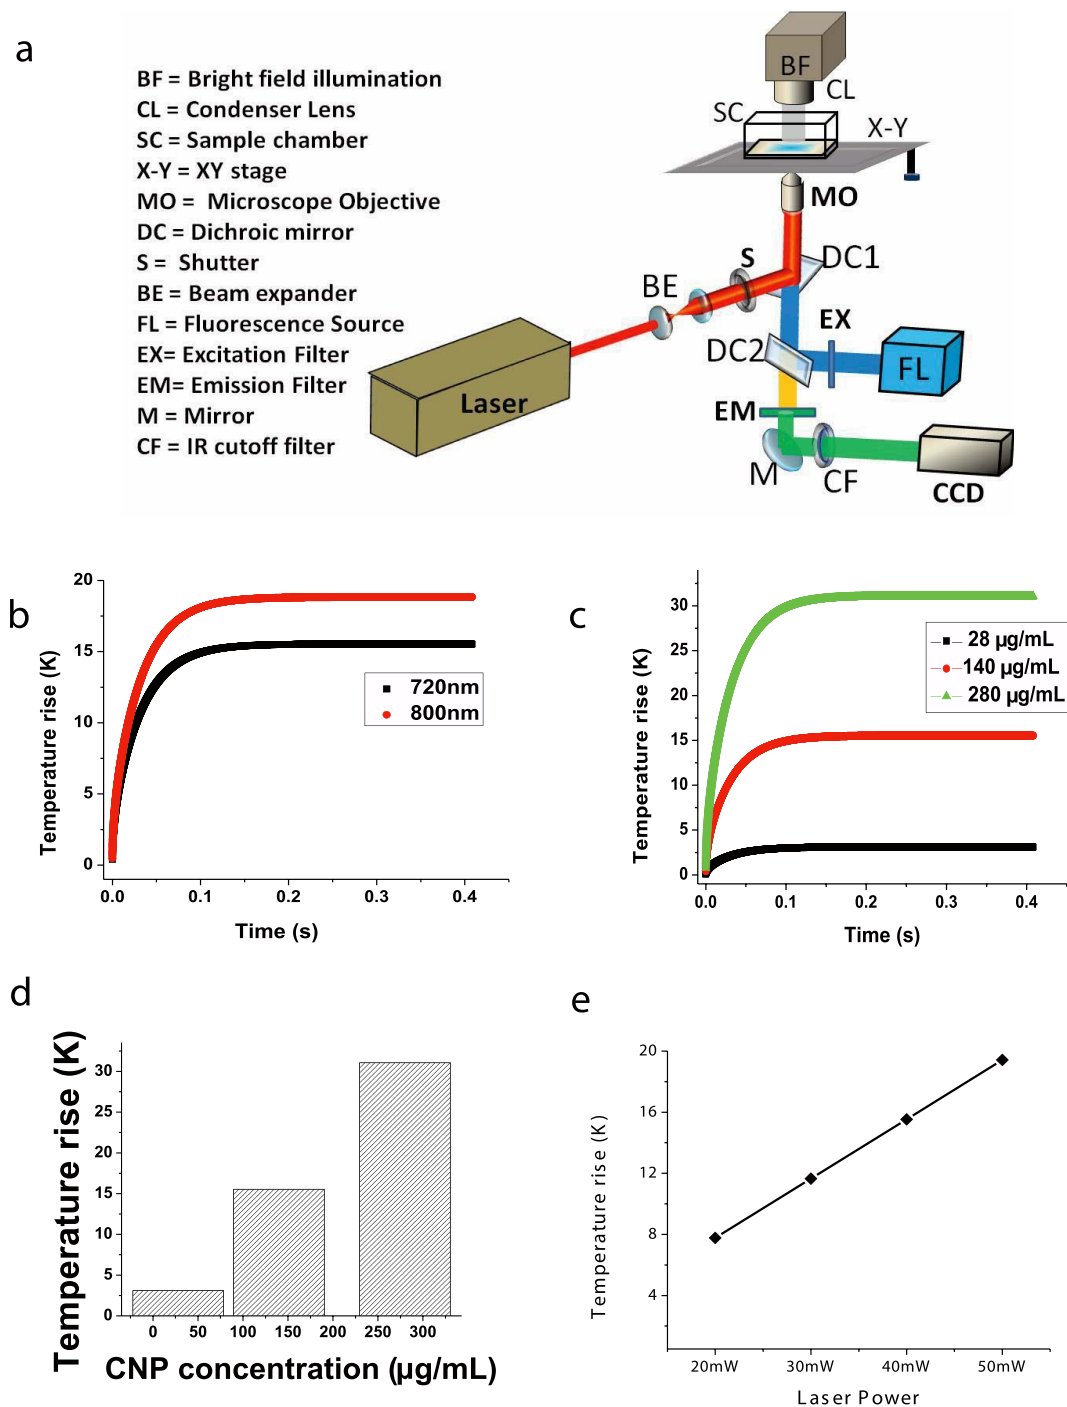 a
BF = Bright field illumination
CL = Condenser Lens
SC = Sample chamber
X-Y = XY stage
MO = Microscope Objective
DC = Dichroic mirror
S = Shutter
BE = Beam expander
FL = Fluorescence Source
EX= Excitation Filter
EM= Emission Filter
M = Mirror
CF = IR cutoff filter
BF
CL
SC
X-Y
MO
S
DC1
BE
EX
DC2
FL
Laser
EM
M
CF
CCD
b
Temperature rise (K)
20
15
10
5
0
720nm
800nm
0.0 0.1 0.2 0.3 0.4
Time (s)
c
Temperature rise (K)
30
25
20
15
10
5
0
28 µg/mL
140 µg/mL
280 µg/mL
0.0 0.1 0.2 0.3 0.4
Time (s)
d
Temperature rise (K)
30
25
20
15
10
5
0
0 50 100 150 200 250 300
CNP concentration (µg/mL)
e
Temperature rise (K)
20
16
12
8
4
20mW 30mW 40mW 50mW
Laser Power